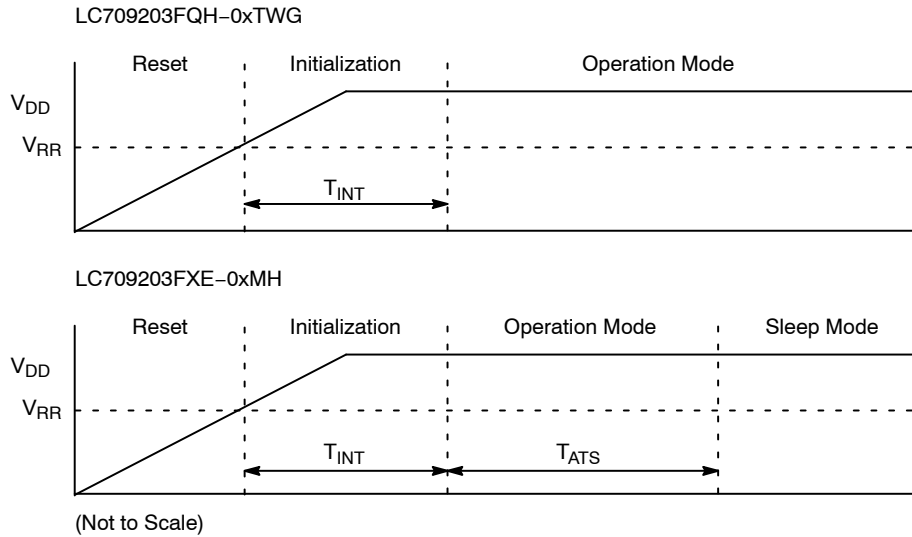 LC709203FQH–0xTWG
Reset Initialization Operation Mode
VDD
VRR
TINT
LC709203FXE–0xMH
Reset Initialization Operation Mode Sleep Mode
VDD
VRR
TINT TATS
(Not to Scale)